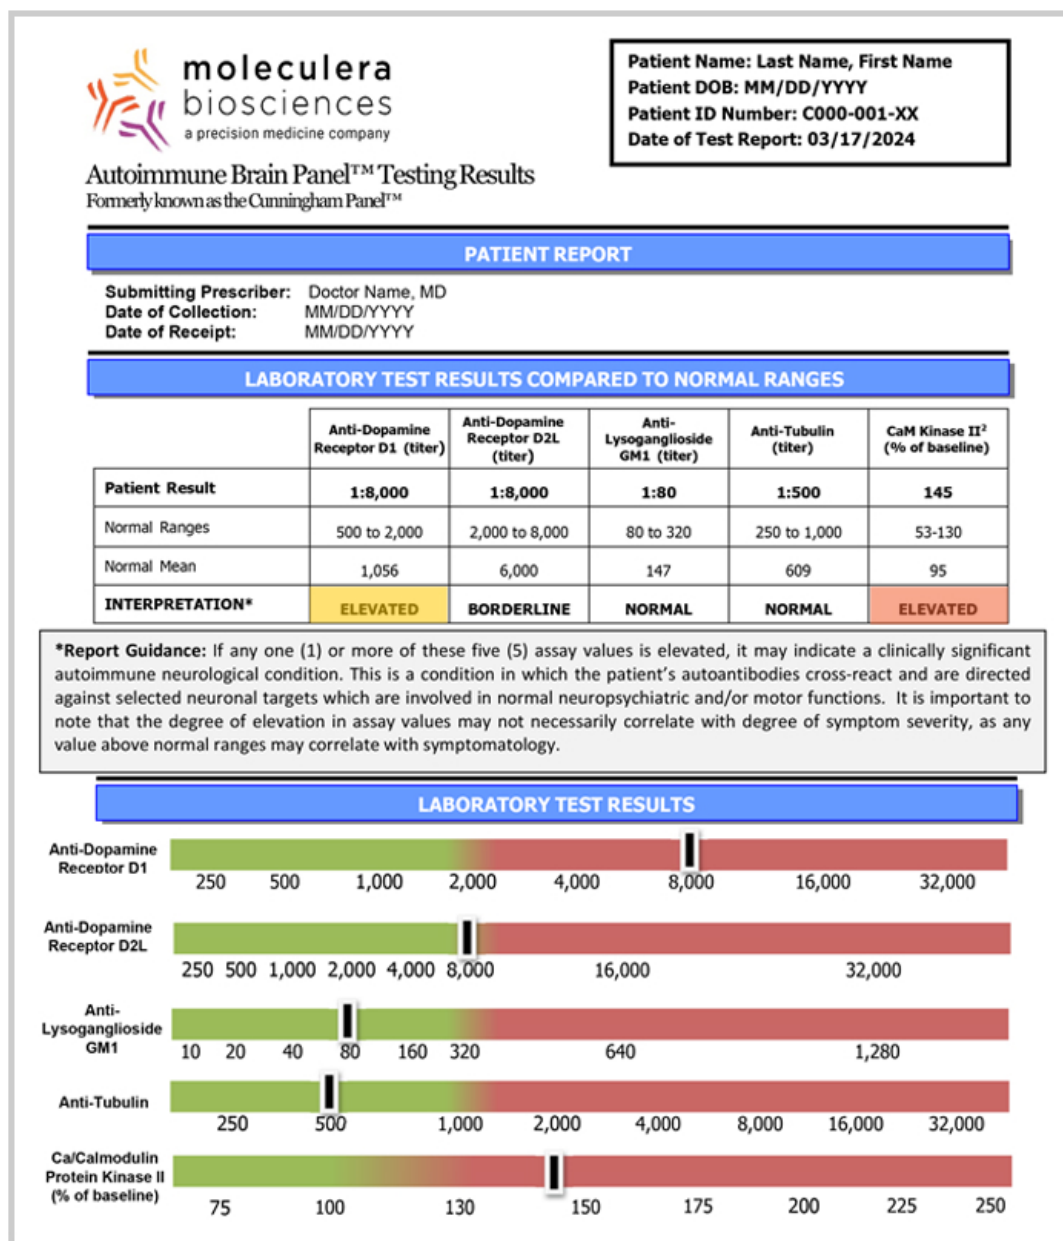 moleculera
biosciences
a precision medicine company
Patient Name: Last Name, First Name
Patient DOB: MM/DD/YYYY
Patient ID Number: C000-001-XX
Date of Test Report: 03/17/2024
Autoimmune Brain Panel™ Testing Results
Formerly known as the Cunningham Panel™
PATIENT REPORT
Submitting Prescriber: Doctor Name, MD
Date of Collection: MM/DD/YYYY
Date of Receipt: MM/DD/YYYY
LABORATORY TEST RESULTS COMPARED TO NORMAL RANGES
Anti-Dopamine
Receptor D1 (titer)
Anti-Dopamine
Receptor D2L
(titer)
Anti-
Lysoganglioside
GM1 (titer)
Anti-Tubulin
(titer)
CaM Kinase II²
(% of baseline)
Patient Result 1:8,000 1:8,000 1:80 1:500 145
Normal Ranges 500 to 2,000 2,000 to 8,000 80 to 320 250 to 1,000 53-130
Normal Mean 1,056 6,000 147 609 95
INTERPRETATION* ELEVATED BORDERLINE NORMAL NORMAL ELEVATED
*Report Guidance: If any one (1) or more of these five (5) assay values is elevated, it may indicate a clinically significant
autoimmune neurological condition. This is a condition in which the patient's autoantibodies cross-react and are directed
against selected neuronal targets which are involved in normal neuropsychiatric and/or motor functions. It is important to
note that the degree of elevation in assay values may not necessarily correlate with degree of symptom severity, as any
value above normal ranges may correlate with symptomatology.
LABORATORY TEST RESULTS
Anti-Dopamine
Receptor D1
250 500 1,000 2,000 4,000 8,000 16,000 32,000
Anti-Dopamine
Receptor D2L
250 500 1,000 2,000 4,000 8,000 16,000 32,000
Anti-
Lysoganglioside
GM1
10 20 40 80 160 320 640 1,280
Anti-Tubulin
250 500 1,000 2,000 4,000 8,000 16,000 32,000
Ca/Calmodulin
Protein Kinase II
(% of baseline)
75 100 130 150 175 200 225 250